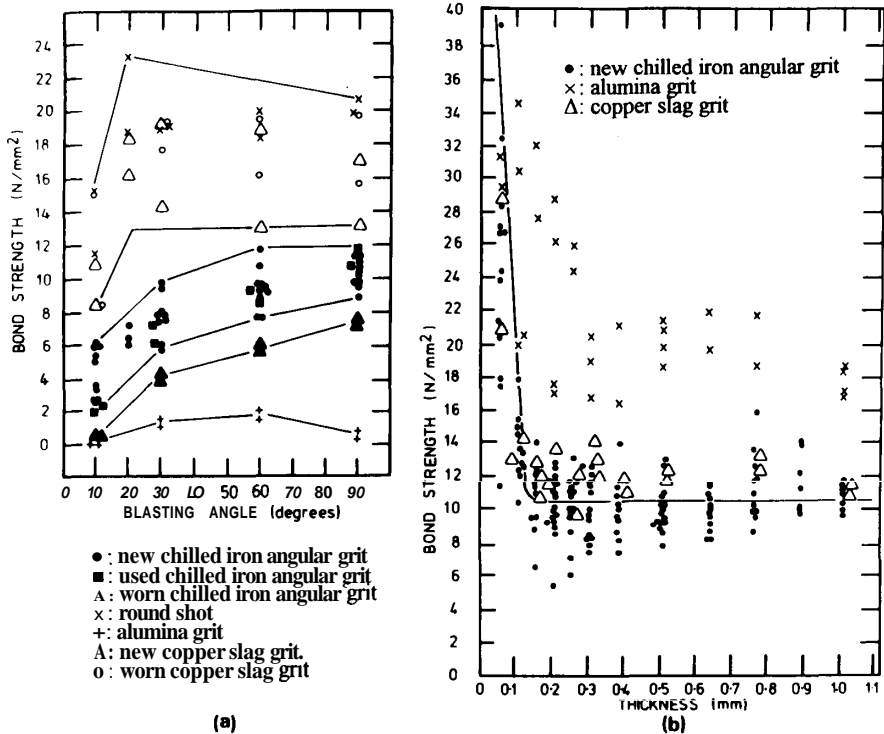 24
22
20
18
16
14
12
10
8
6
4
2
0
BOND STRENGTH (N/mm²)
0 10 20 30 LO 50 60 70 80 90
BLASTING ANGLE (degrees)
● : new chilled iron angular grit
■ : used chilled iron angular grit
▲ : worn chilled iron angular grit
x : round shot
+ : alumina grit
A : new copper slag grit.
o : worn copper slag grit
(a)
40
38
36
34
32
30
28
26
24
22
20
18
16
14
12
10
8
6
4
2
0
BOND STRENGTH (N/mm²)
● : new chilled iron angular grit
x : alumina grit
△ : copper slag grit
0 0·1 0·2 0·3 0·4 0·5 0·6 0·7 0·8 0·9 1·0 1·1
THICKNESS (mm)
(b)